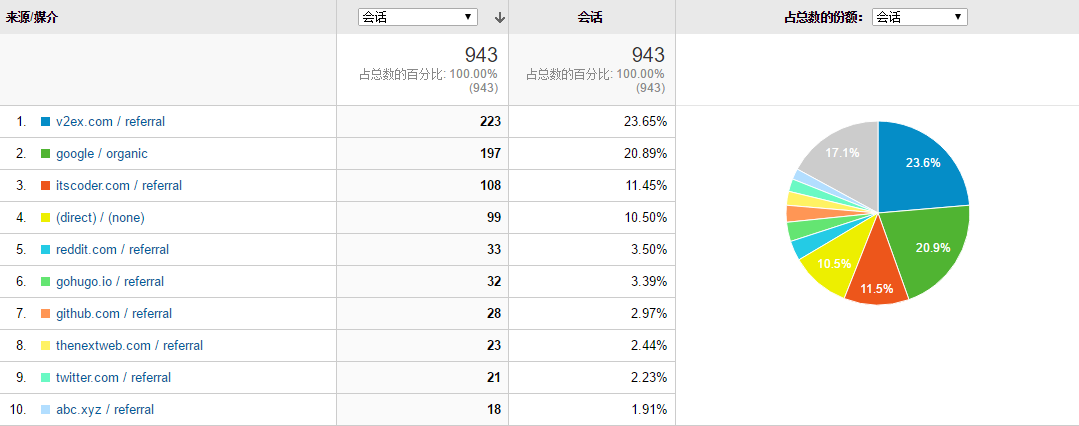 来源/媒介 会话 会话 占总数的份额： 会话
943 943
占总数的百分比: 100.00% 占总数的百分比: 100.00%
(943) (943)
1. v2ex.com / referral 223 23.65%
2. google / organic 197 20.89%
3. itscoder.com / referral 108 11.45%
4. (direct) / (none) 99 10.50%
5. reddit.com / referral 33 3.50%
6. gohugo.io / referral 32 3.39%
7. github.com / referral 28 2.97%
8. thenextweb.com / referral 23 2.44%
9. twitter.com / referral 21 2.23%
10. abc.xyz / referral 18 1.91%
17.1%
23.6%
20.9%
10.5%
11.5%